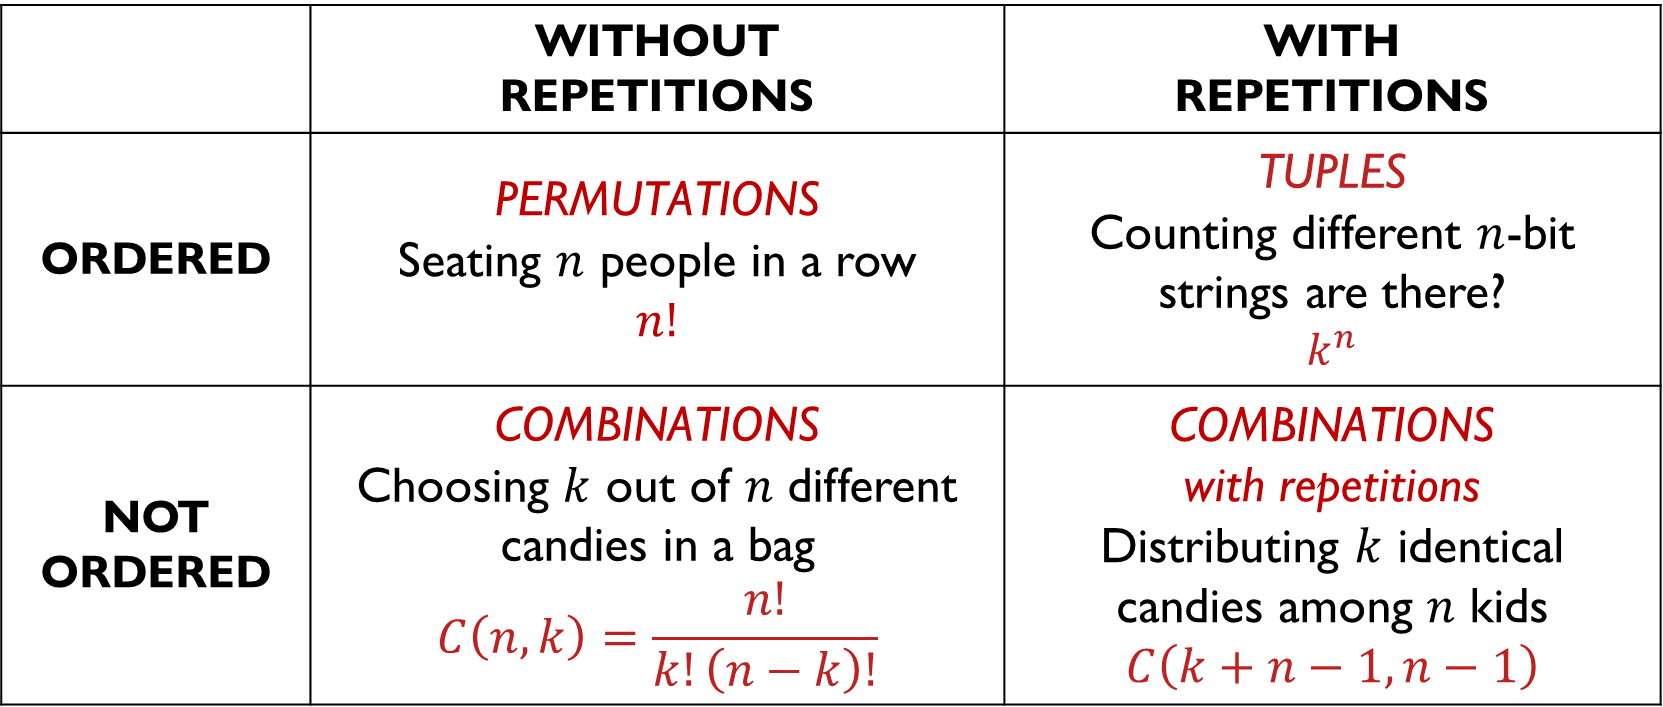 WITHOUT
REPETITIONS
WITH
REPETITIONS
ORDERED
PERMUTATIONS
Seating n people in a row
n!
TUPLES
Counting different n-bit
strings are there?
kⁿ
NOT
ORDERED
COMBINATIONS
Choosing k out of n different
candies in a bag
C(n, k) = n! / k! (n − k)!
COMBINATIONS
with repetitions
Distributing k identical
candies among n kids
C(k + n − 1, n − 1)